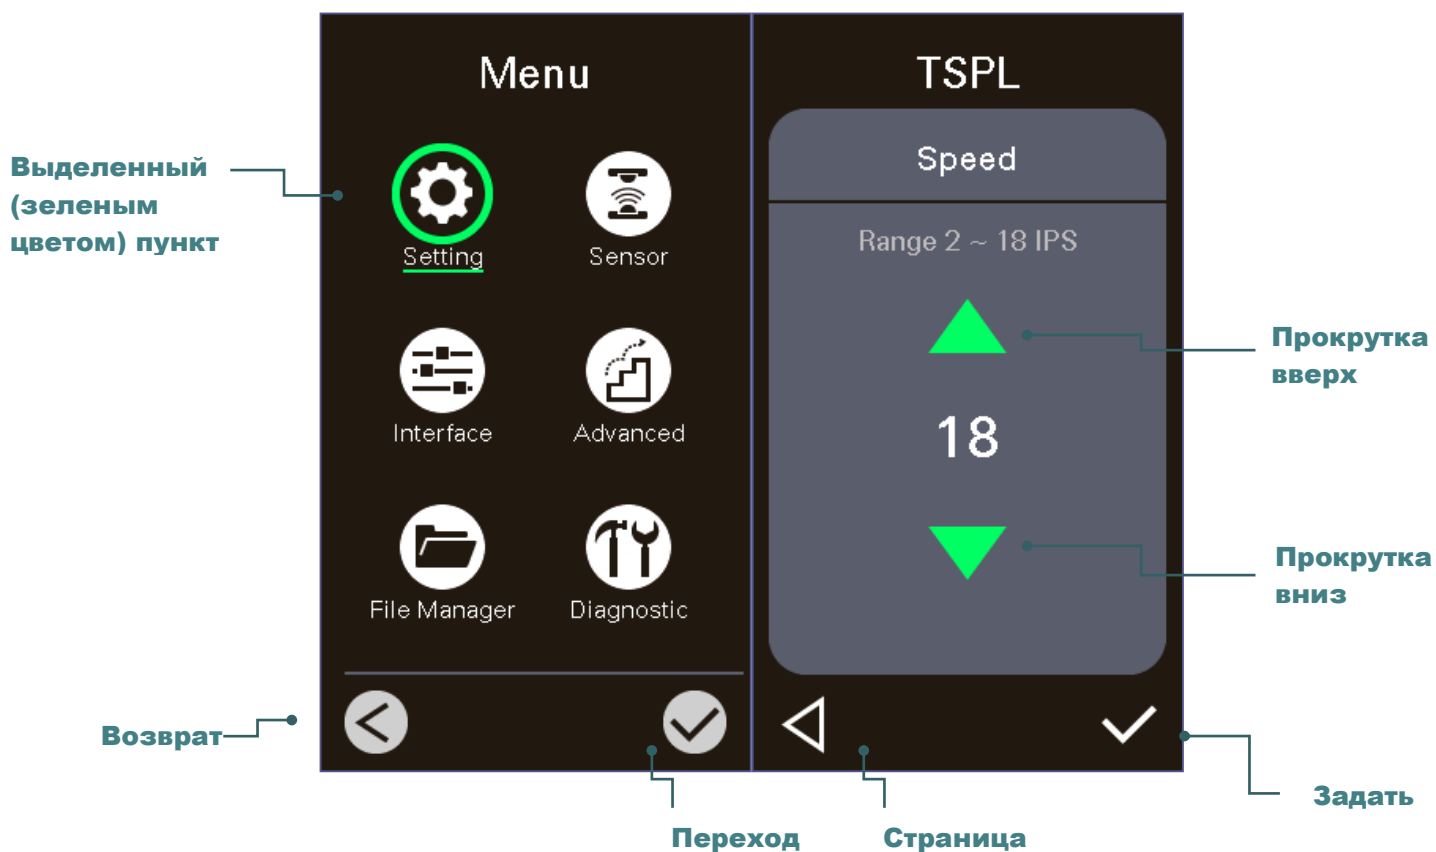 Menu
TSPL
Выделенный
(зеленым
цветом) пункт
Setting
Sensor
Interface
Advanced
File Manager
Diagnostic
Speed
Range 2 ~ 18 IPS
18
Прокрутка
вверх
Прокрутка
вниз
Возврат
Переход
Страница
Задать